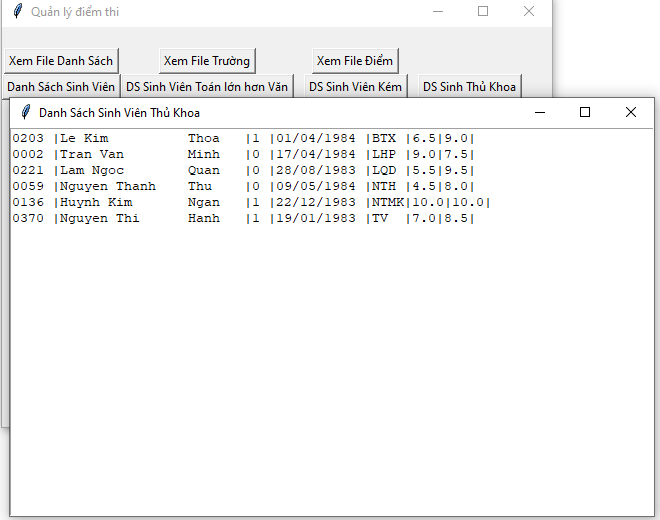 Quản lý điểm thi
Xem File Danh Sách Xem File Trường Xem File Điểm
Danh Sách Sinh Viên DS Sinh Viên Toán lớn hơn Văn DS Sinh Viên Kém DS Sinh Thủ Khoa
Danh Sách Sinh Viên Thủ Khoa
0203 |Le Kim Thoa |1 |01/04/1984 |BTX |6.5|9.0|
0002 |Tran Van Minh |0 |17/04/1984 |LHP |9.0|7.5|
0221 |Lam Ngoc Quan |0 |28/08/1983 |LQD |5.5|9.5|
0059 |Nguyen Thanh Thu |0 |09/05/1984 |NTH |4.5|8.0|
0136 |Huynh Kim Ngan |1 |22/12/1983 |NTMK|10.0|10.0|
0370 |Nguyen Thi Hanh |1 |19/01/1983 |TV |7.0|8.5|